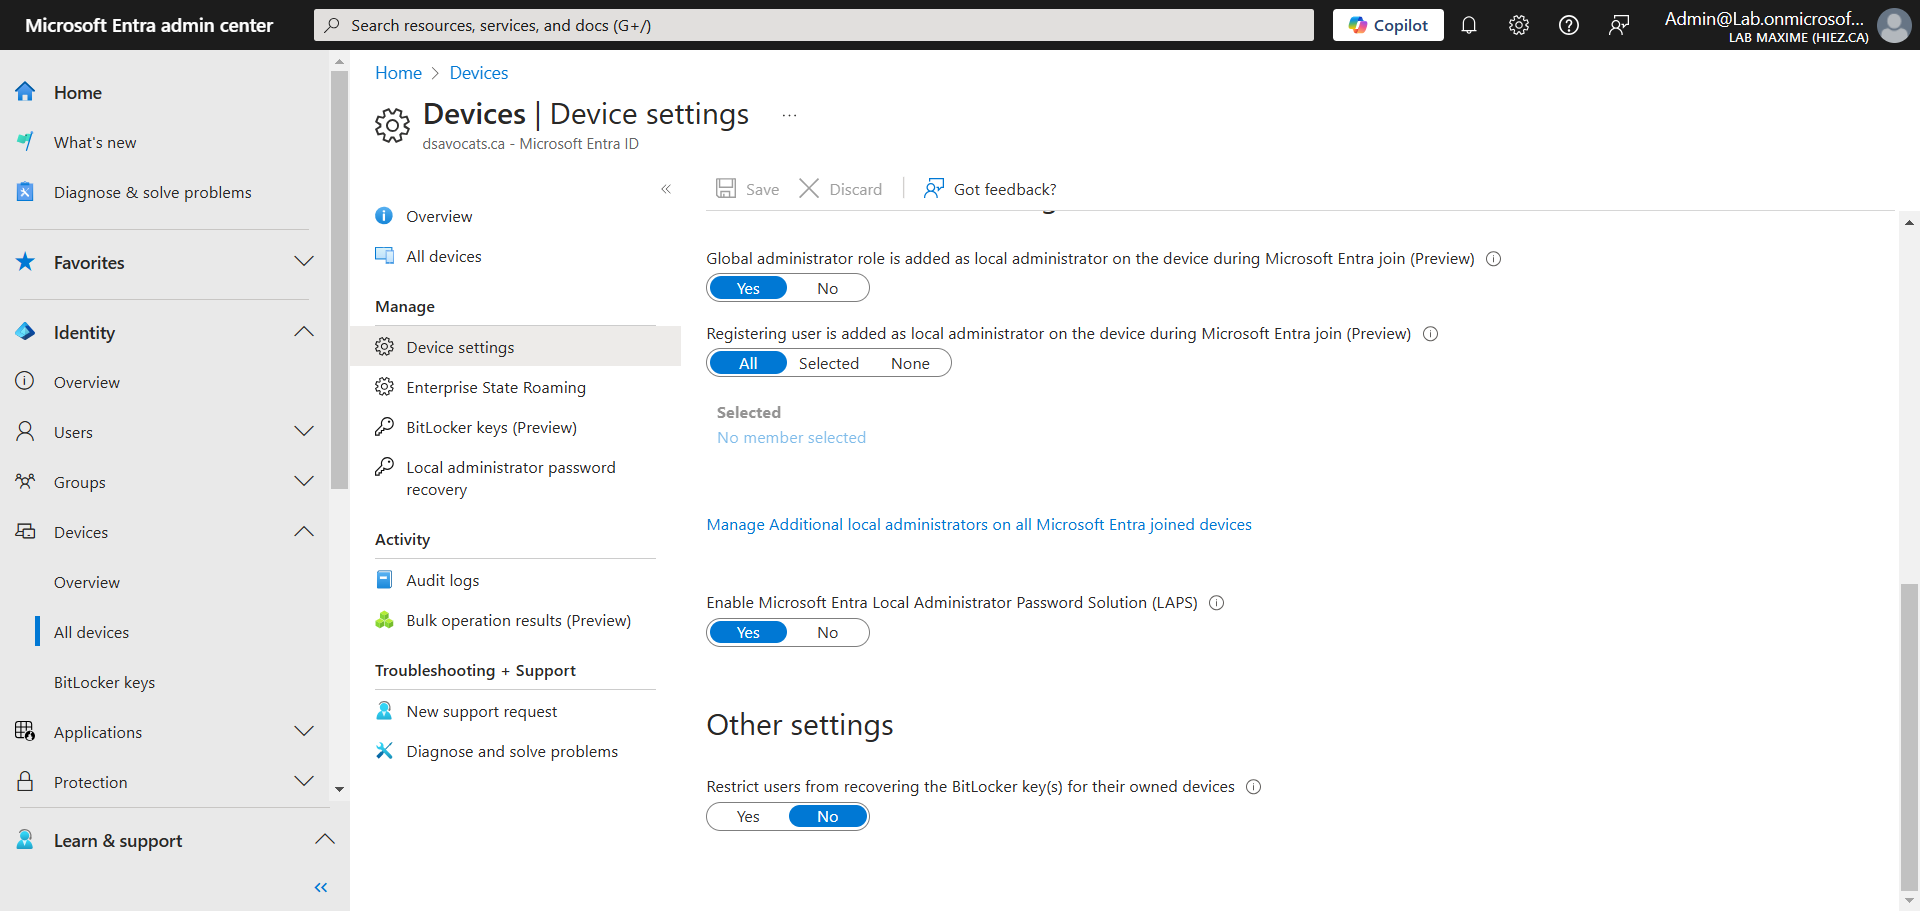 Microsoft Entra admin center
Search resources, services, and docs (G+/)
Copilot
Admin@Lab.onmicrosof...
LAB MAXIME (HIEZ.CA)
Home
What's new
Diagnose & solve problems
Favorites
Identity
Overview
Users
Groups
Devices
Overview
All devices
BitLocker keys
Applications
Protection
Learn & support
Home > Devices
Devices | Device settings ...
dsavocats.ca - Microsoft Entra ID
Overview
All devices
Manage
Device settings
Enterprise State Roaming
BitLocker keys (Preview)
Local administrator password
recovery
Activity
Audit logs
Bulk operation results (Preview)
Troubleshooting + Support
New support request
Diagnose and solve problems
Save Discard Got feedback?
Global administrator role is added as local administrator on the device during Microsoft Entra join (Preview)
Yes No
Registering user is added as local administrator on the device during Microsoft Entra join (Preview)
All Selected None
Selected
No member selected
Manage Additional local administrators on all Microsoft Entra joined devices
Enable Microsoft Entra Local Administrator Password Solution (LAPS)
Yes No
Other settings
Restrict users from recovering the BitLocker key(s) for their owned devices
Yes No